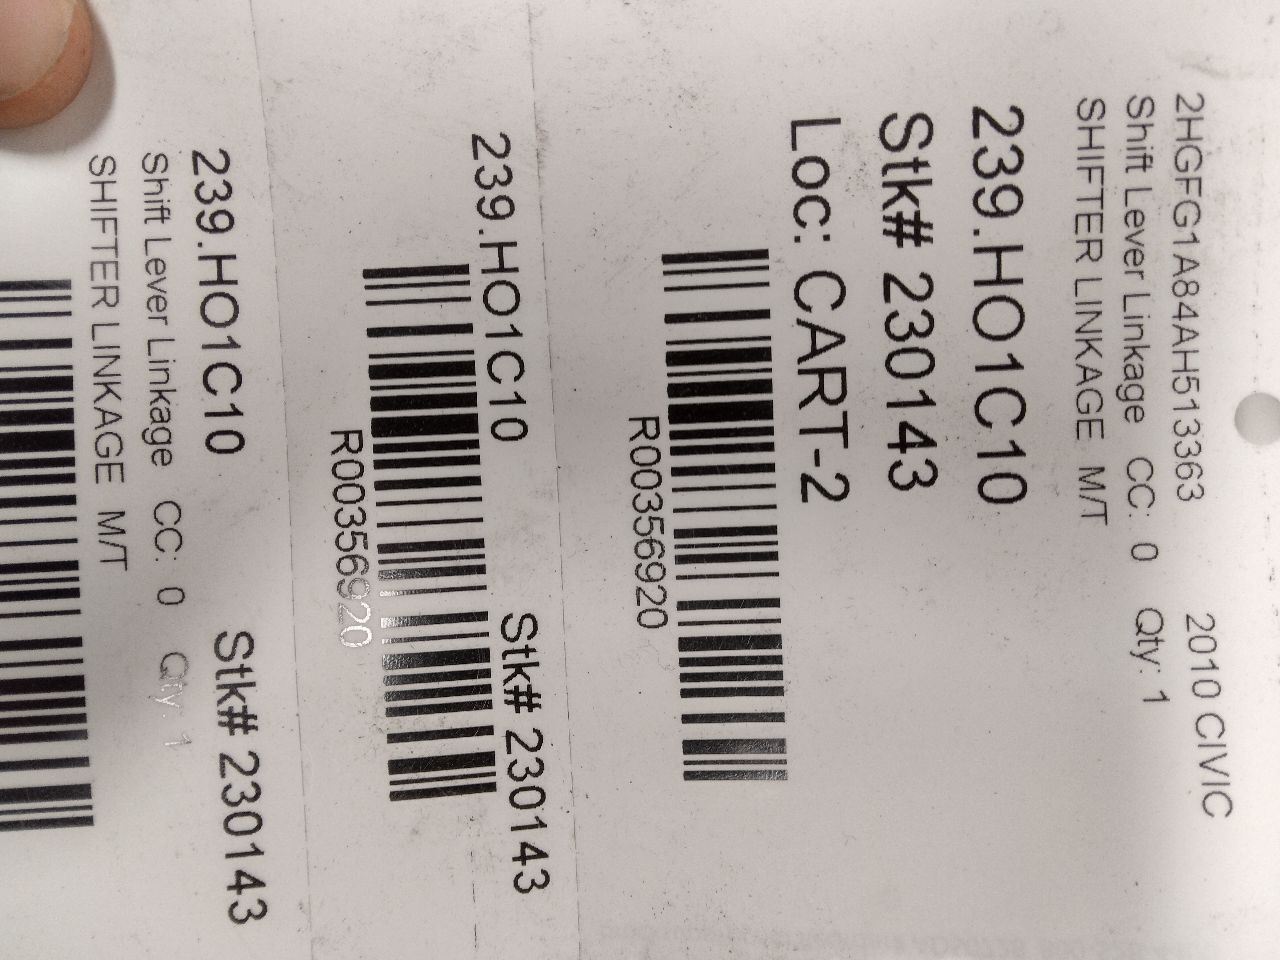 2HGFG1A84AH513363 2010 CIVIC
Shift Lever Linkage CC: 0 Qty: 1
SHIFTER LINKAGE M/T
239.HO1C10
Stk# 230143
Loc: CART-2
R00356920
239.HO1C10 Stk# 230143
R00356920
239.HO1C10 Stk# 230143
Shift Lever Linkage CC: 0 Qty: 1
SHIFTER LINKAGE M/T